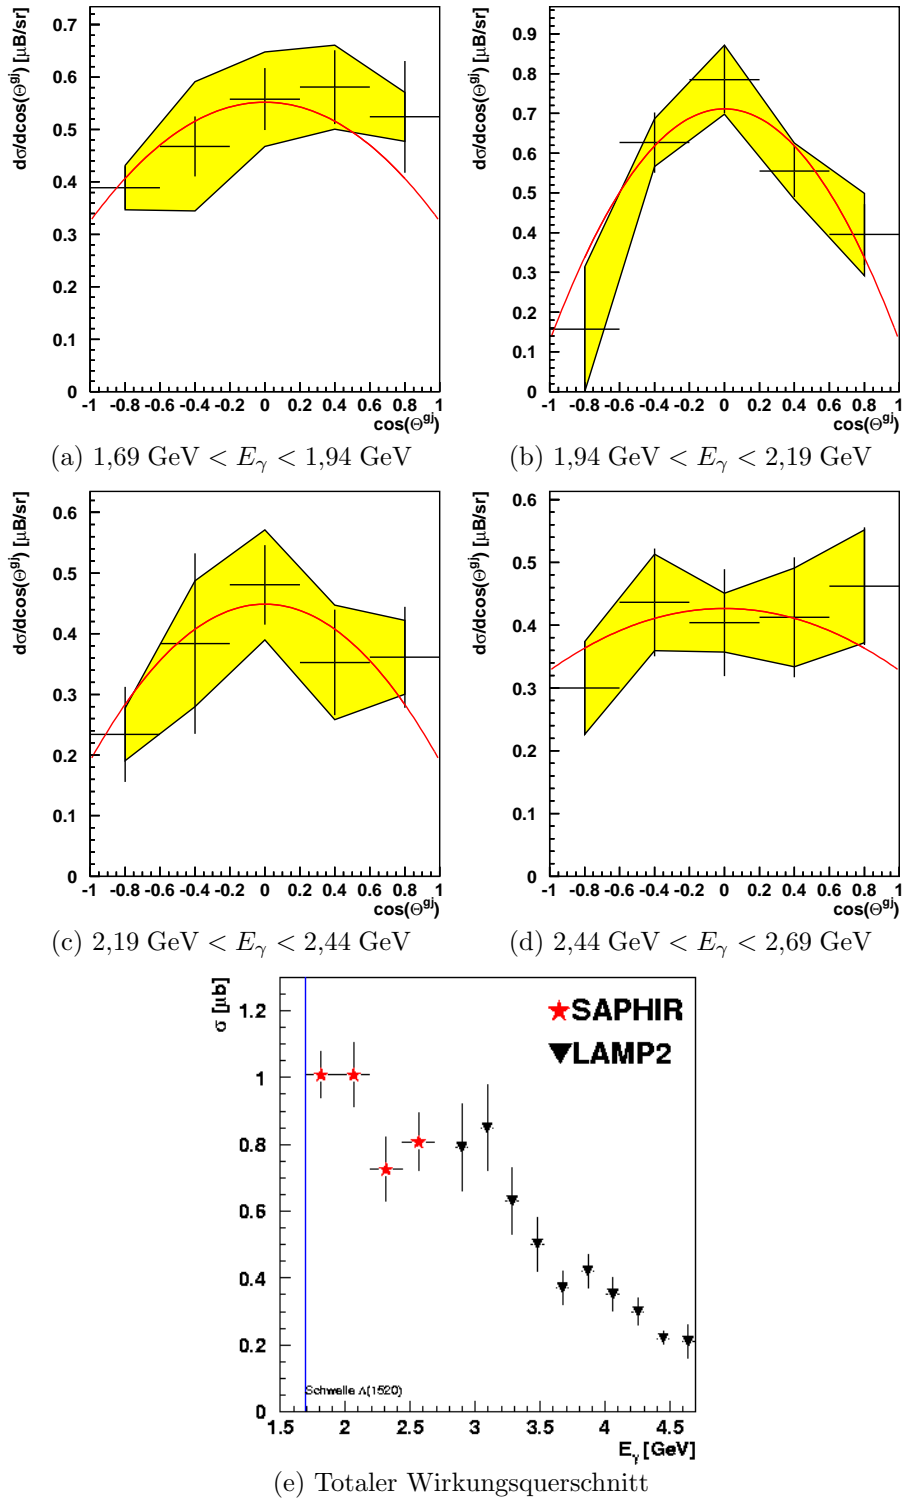 dσ/dcos(Θ^gj) [μB/sr]
0.7
0.6
0.5
0.4
0.3
0.2
0.1
0
-1 -0.8 -0.6 -0.4 -0.2 0 0.2 0.4 0.6 0.8 1
cos(Θ^gj)
(a) 1,69 GeV < E_γ < 1,94 GeV
dσ/dcos(Θ^gj) [μB/sr]
0.9
0.8
0.7
0.6
0.5
0.4
0.3
0.2
0.1
0
-1 -0.8 -0.6 -0.4 -0.2 0 0.2 0.4 0.6 0.8 1
cos(Θ^gj)
(b) 1,94 GeV < E_γ < 2,19 GeV
dσ/dcos(Θ^gj) [μB/sr]
0.6
0.5
0.4
0.3
0.2
0.1
0
-1 -0.8 -0.6 -0.4 -0.2 0 0.2 0.4 0.6 0.8 1
cos(Θ^gj)
(c) 2,19 GeV < E_γ < 2,44 GeV
dσ/dcos(Θ^gj) [μB/sr]
0.6
0.5
0.4
0.3
0.2
0.1
0
-1 -0.8 -0.6 -0.4 -0.2 0 0.2 0.4 0.6 0.8 1
cos(Θ^gj)
(d) 2,44 GeV < E_γ < 2,69 GeV
σ [μb]
1.2
1
0.8
0.6
0.4
0.2
0
SAPHIR
LAMP2
Schwelle Λ(1520)
1.5 2 2.5 3 3.5 4 4.5
E_γ [GeV]
(e) Totaler Wirkungsquerschnitt